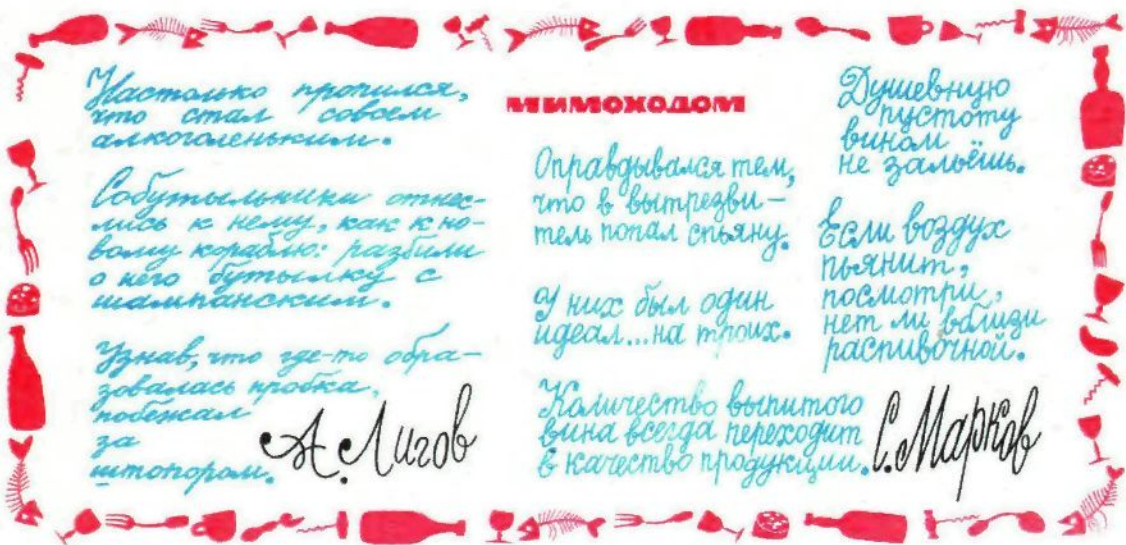 Настолько пропился,
что стал совсем
алкоголеньким.
Собутыльники отнес-
лись к нему, как к но-
вому кораблю: разбили
о него бутылку с
шампанским.
Узнав, что где-то обра-
зовалась пробка,
побежал
за
штопором.
А. Лигов
МИМОХОДОМ
Оправдывался тем,
что в вытрезви-
тель попал спьяну.
У них был один
идеал... на троих.
Количество выпитого
вина всегда переходит
в качество продукции.
Душевную
пустоту
вином
не зальёшь.
Если воздух
пьянит,
посмотри,
нет ли вблизи
распивочной.
С. Марков